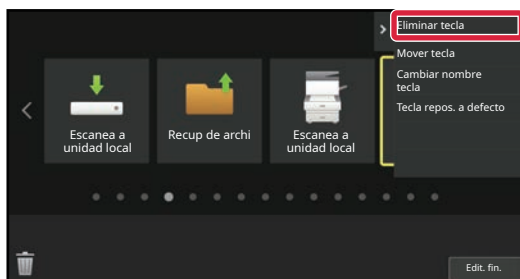 Eliminar tecla
Mover tecla
Cambiar nombre
tecla
Tecla repos. a defecto
Escanea a
unidad local
Recup de archi
Escanea a
unidad local
Edit. fin.